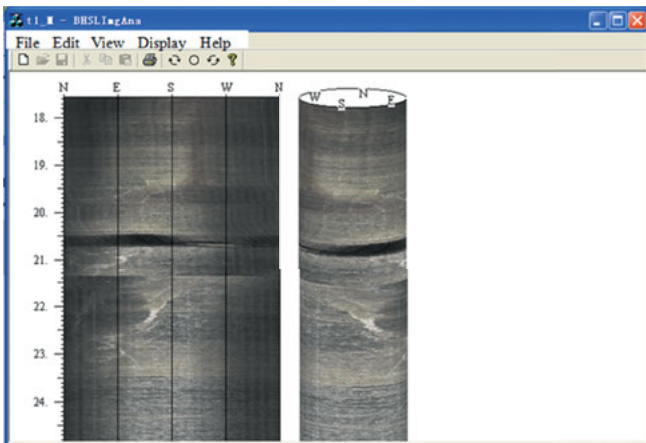 t1_M - BHSLImgAna
File Edit View Display Help
N E S W N
W S N E
18.
19.
20.
21.
22.
23.
24.